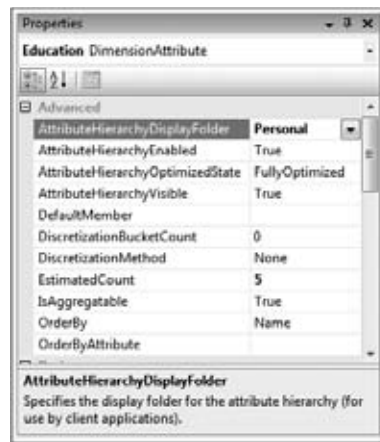 Properties
Education DimensionAttribute
Advanced
AttributeHierarchyDisplayFolder Personal
AttributeHierarchyEnabled True
AttributeHierarchyOptimizedState FullyOptimized
AttributeHierarchyVisible True
DefaultMember
DiscretizationBucketCount 0
DiscretizationMethod None
EstimatedCount 5
IsAggregatable True
OrderBy Name
OrderByAttribute
AttributeHierarchyDisplayFolder
Specifies the display folder for the attribute hierarchy (for
use by client applications).